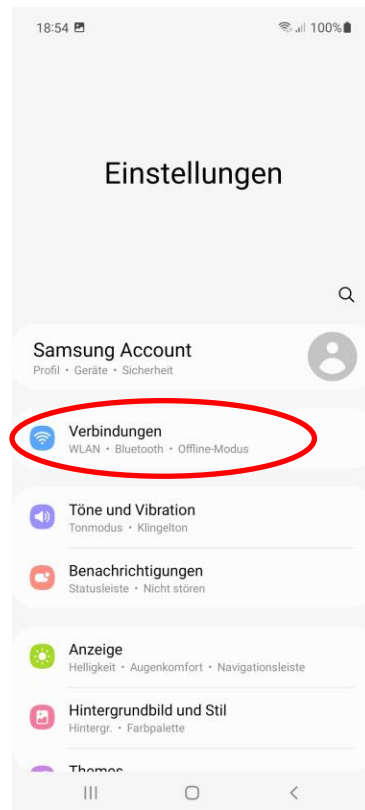 18:54 100%
Einstellungen
Samsung Account
Profil • Geräte • Sicherheit
Verbindungen
WLAN • Bluetooth • Offline-Modus
Töne und Vibration
Tonmodus • Klingelton
Benachrichtigungen
Statusleiste • Nicht stören
Anzeige
Helligkeit • Augenkomfort • Navigationsleiste
Hintergrundbild und Stil
Hintergr. • Farbpalette
Themes